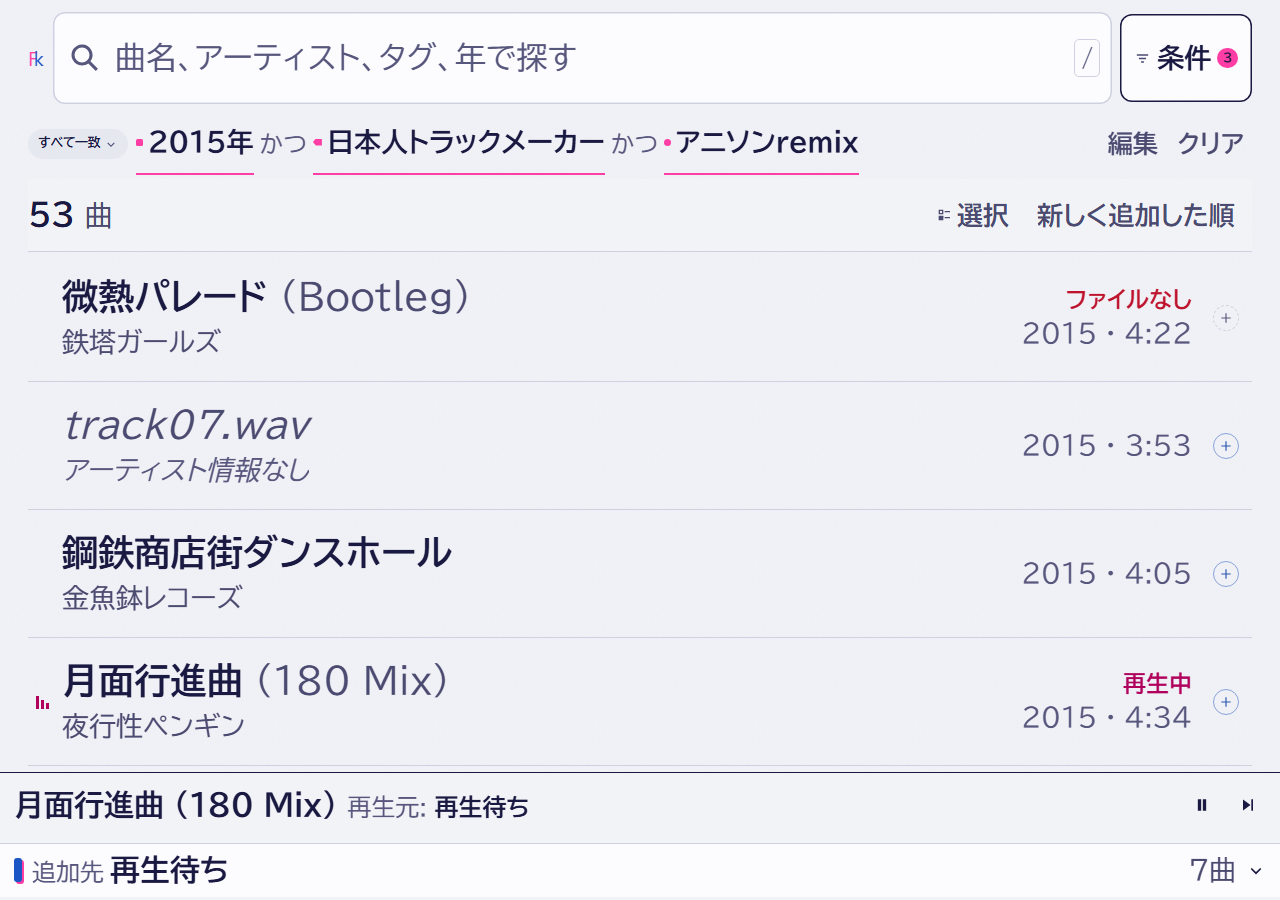 Rk 曲名、アーティスト、タグ、年で探す / 条件 3
すべて一致 2015年 かつ 日本人トラックメーカー かつ アニソンremix 編集 クリア
53 曲 選択 新しく追加した順
微熱パレード（Bootleg） ファイルなし
鉄塔ガールズ 2015・4:22
track07.wav
アーティスト情報なし 2015・3:53
鋼鉄商店街ダンスホール
金魚鉢レコーズ 2015・4:05
月面行進曲（180 Mix） 再生中
夜行性ペンギン 2015・4:34
月面行進曲（180 Mix） 再生元: 再生待ち
追加先 再生待ち 7曲